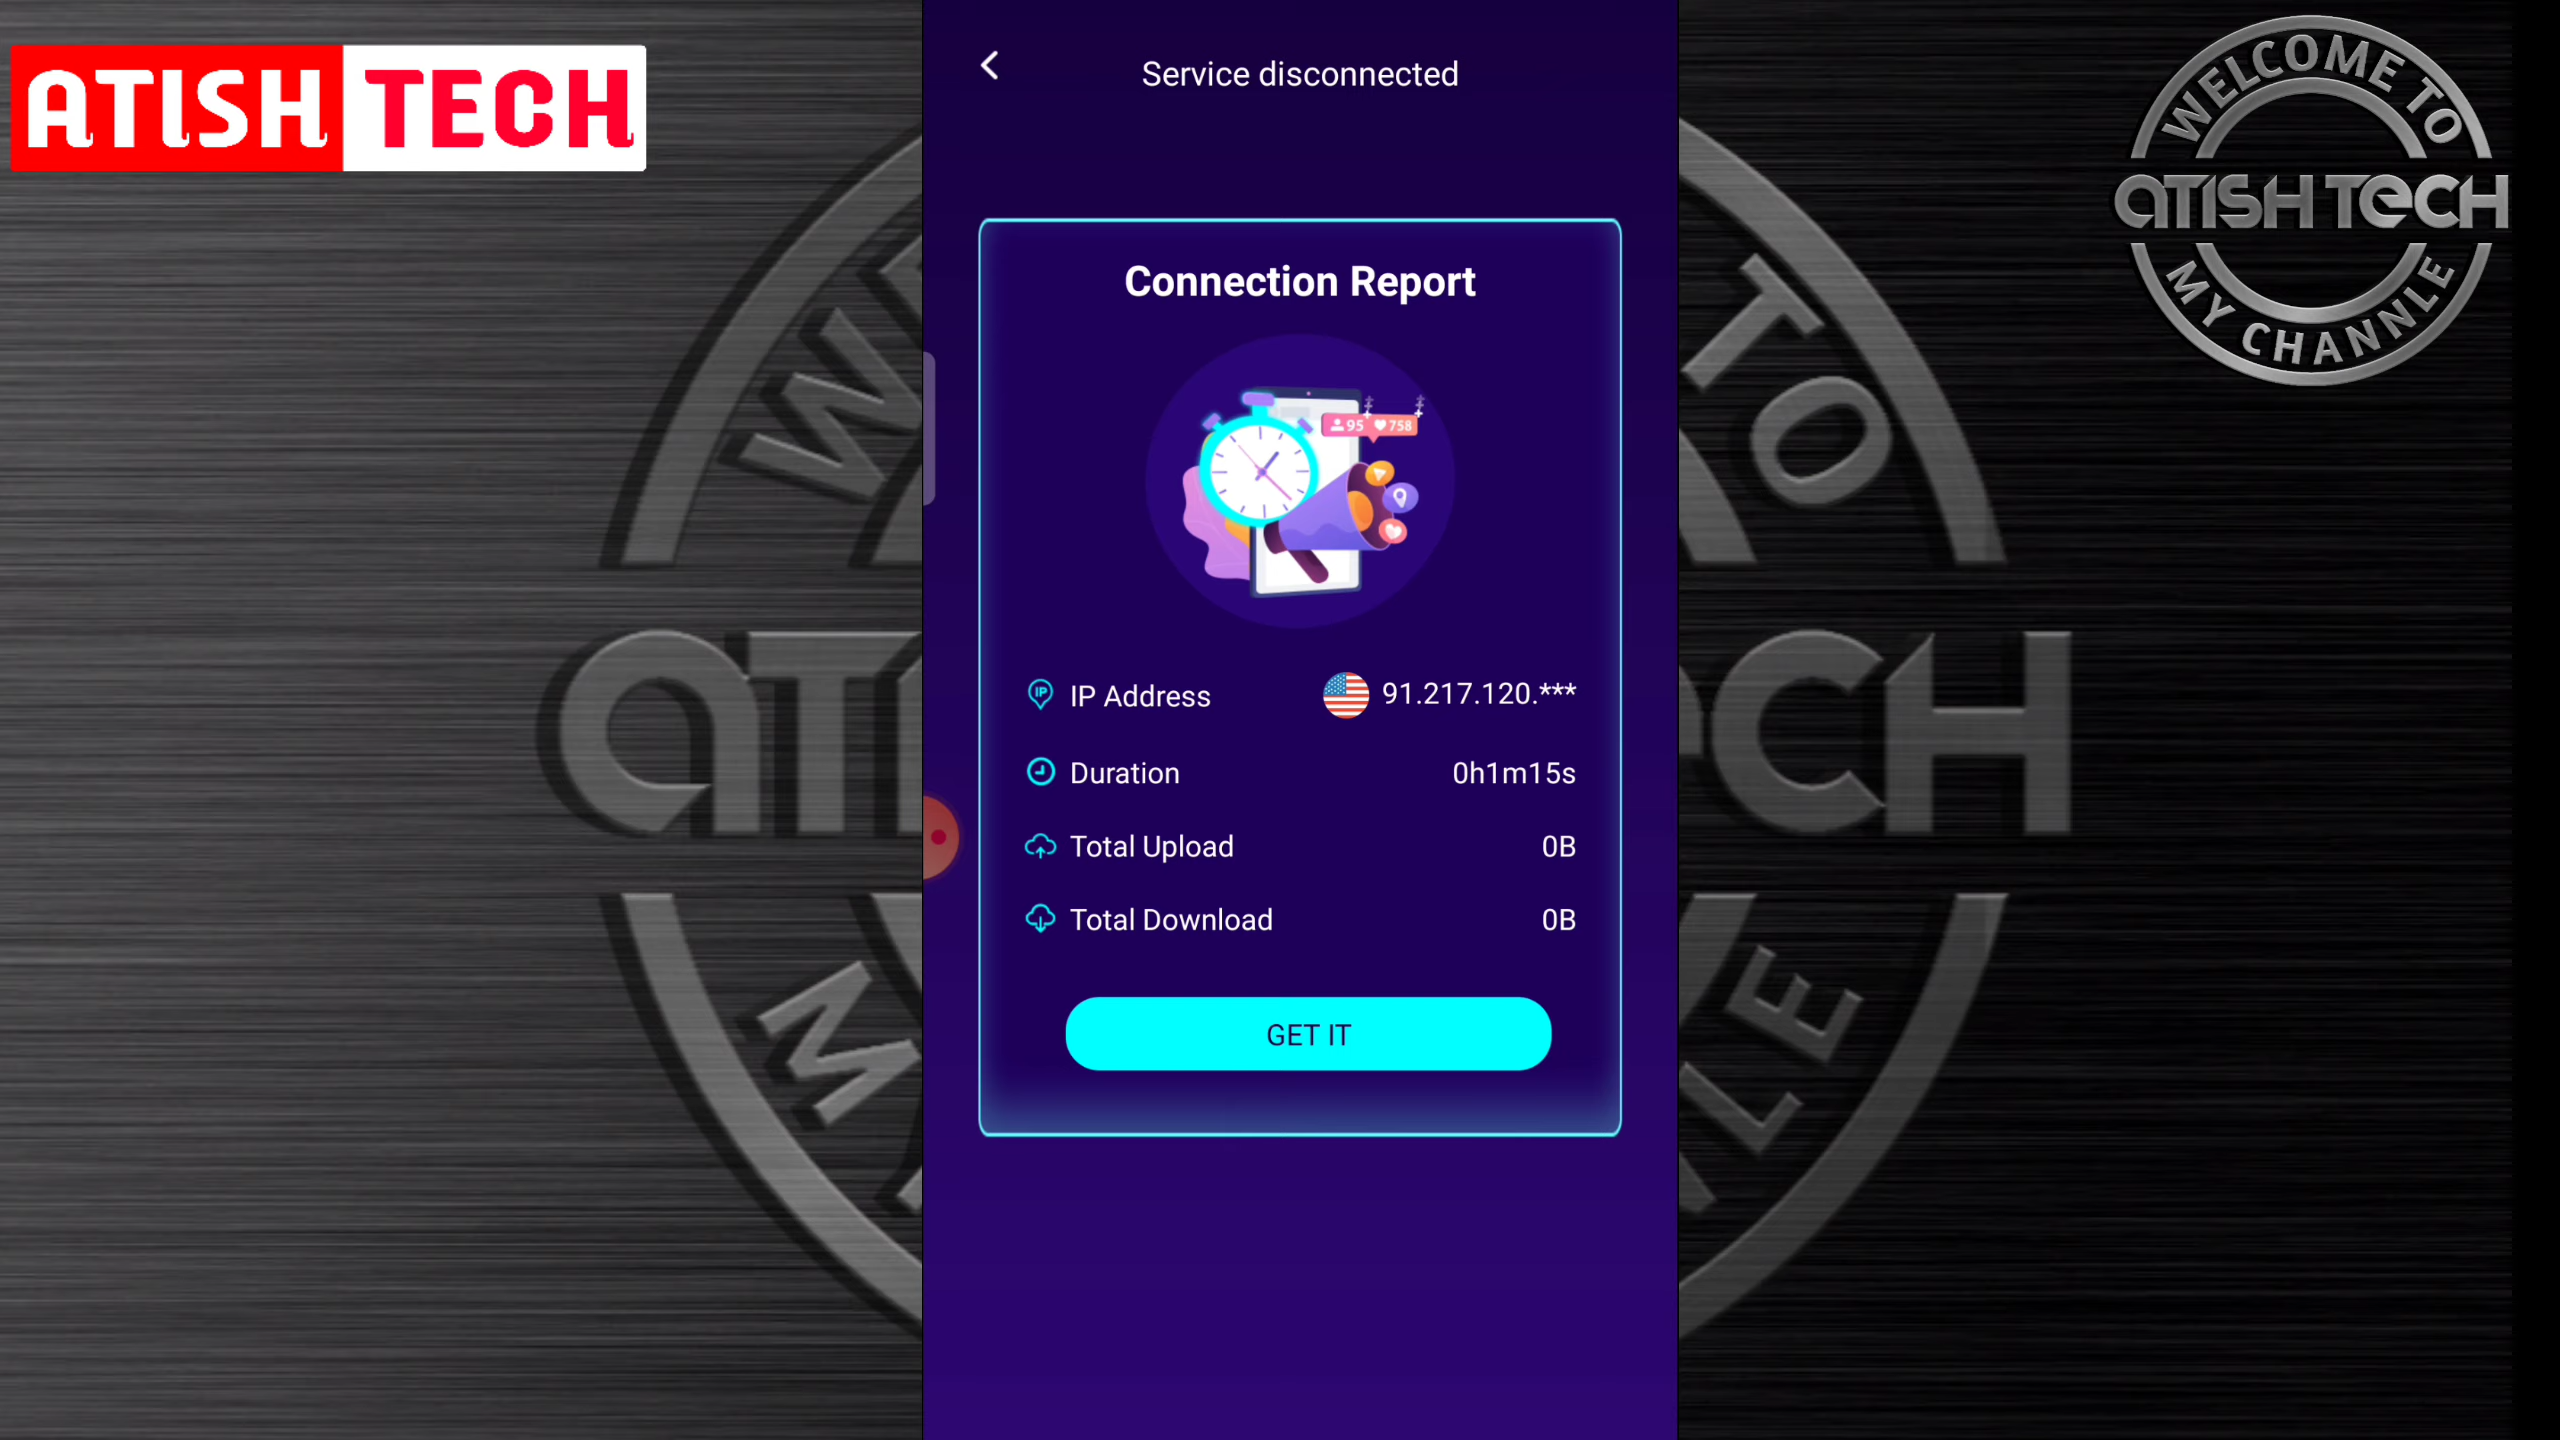 ATISH TECH
WELCOME TO
ATISH TECH
MY CHANNLE
Service disconnected
Connection Report
95 758
IP
IP Address 91.217.120.***
Duration 0h1m15s
Total Upload 0B
Total Download 0B
GET IT